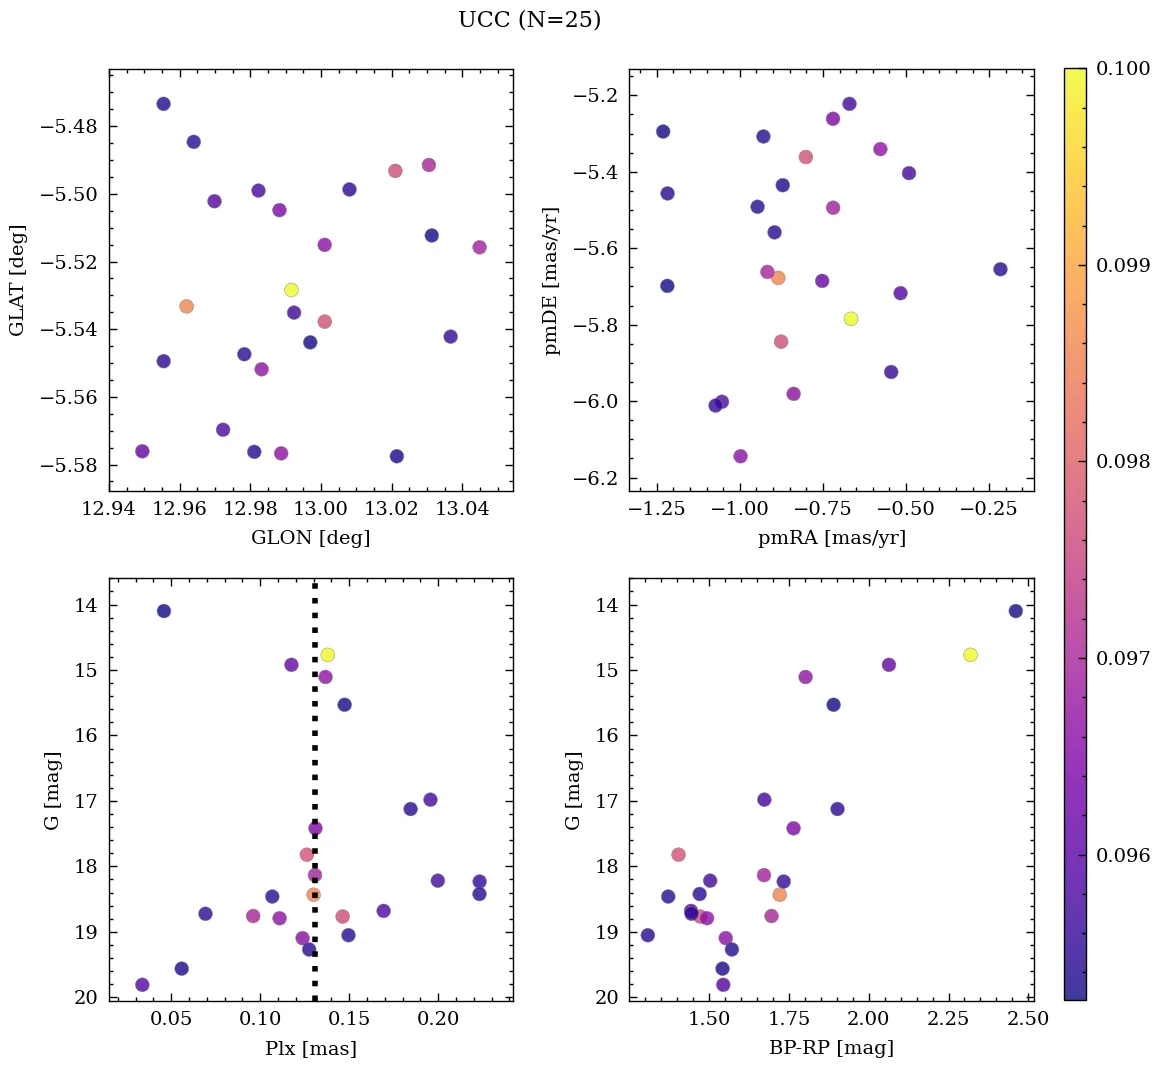 UCC (N=25)
−5.48
−5.50
−5.52
−5.54
−5.56
−5.58
GLAT [deg]
12.94 12.96 12.98 13.00 13.02 13.04
GLON [deg]
−5.2
−5.4
−5.6
−5.8
−6.0
−6.2
pmDE [mas/yr]
−1.25 −1.00 −0.75 −0.50 −0.25
pmRA [mas/yr]
14
15
16
17
18
19
20
G [mag]
0.05 0.10 0.15 0.20
Plx [mas]
14
15
16
17
18
19
20
G [mag]
1.50 1.75 2.00 2.25 2.50
BP-RP [mag]
0.100
0.099
0.098
0.097
0.096